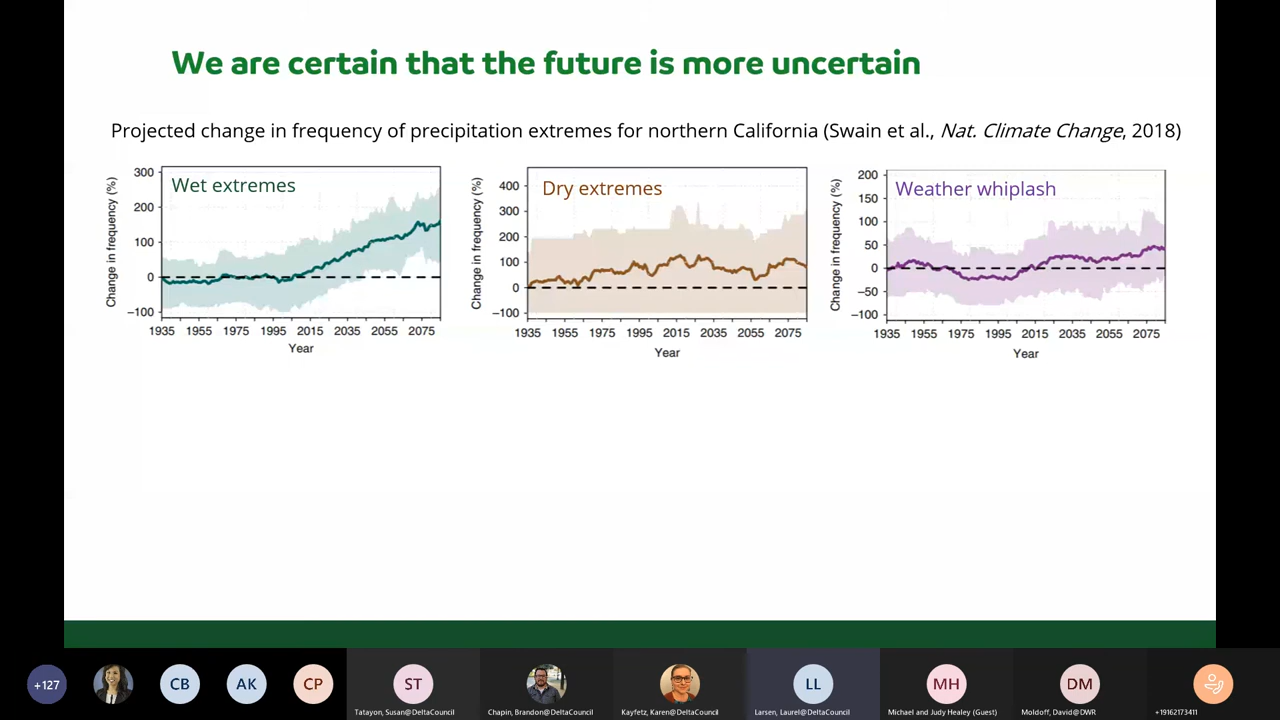 We are certain that the future is more uncertain
Projected change in frequency of precipitation extremes for northern California (Swain et al., Nat. Climate Change, 2018)
Wet extremes
Change in frequency (%)
300
200
100
0
−100
1935 1955 1975 1995 2015 2035 2055 2075
Year
Dry extremes
Change in frequency (%)
400
300
200
100
0
−100
1935 1955 1975 1995 2015 2035 2055 2075
Year
Weather whiplash
Change in frequency (%)
200
150
100
50
0
−50
−100
1935 1955 1975 1995 2015 2035 2055 2075
Year
+127
CB
AK
CP
ST
LL
MH
DM
Tatayon, Susan@DeltaCouncil
Chapin, Brandon@DeltaCouncil
Kayfetz, Karen@DeltaCouncil
Larsen, Laurel@DeltaCouncil
Michael and Judy Healey (Guest)
Moldoff, David@DWR
+19162173411